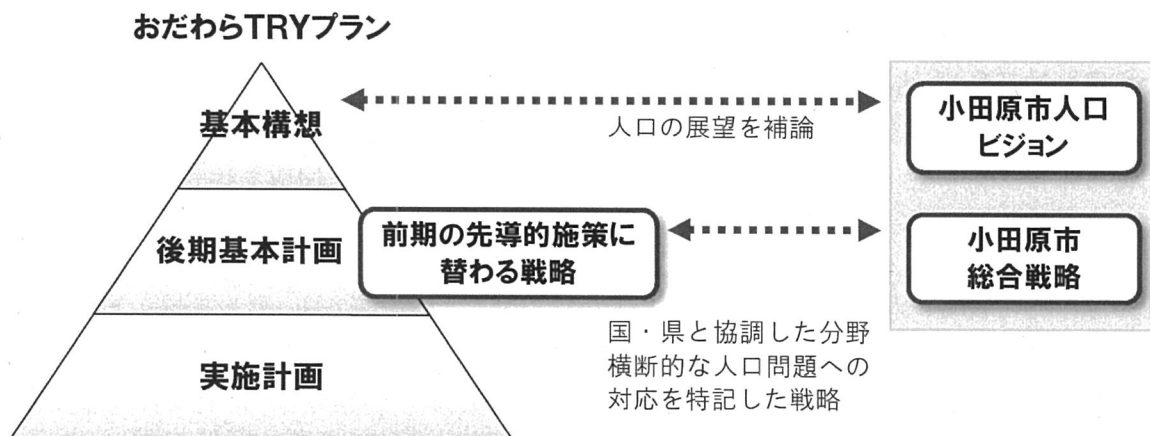 おだわらTRYプラン
基本構想
人口の展望を補論
小田原市人口
ビジョン
後期基本計画
前期の先導的施策に
替わる戦略
小田原市
総合戦略
国・県と協調した分野
横断的な人口問題への
対応を特記した戦略
実施計画